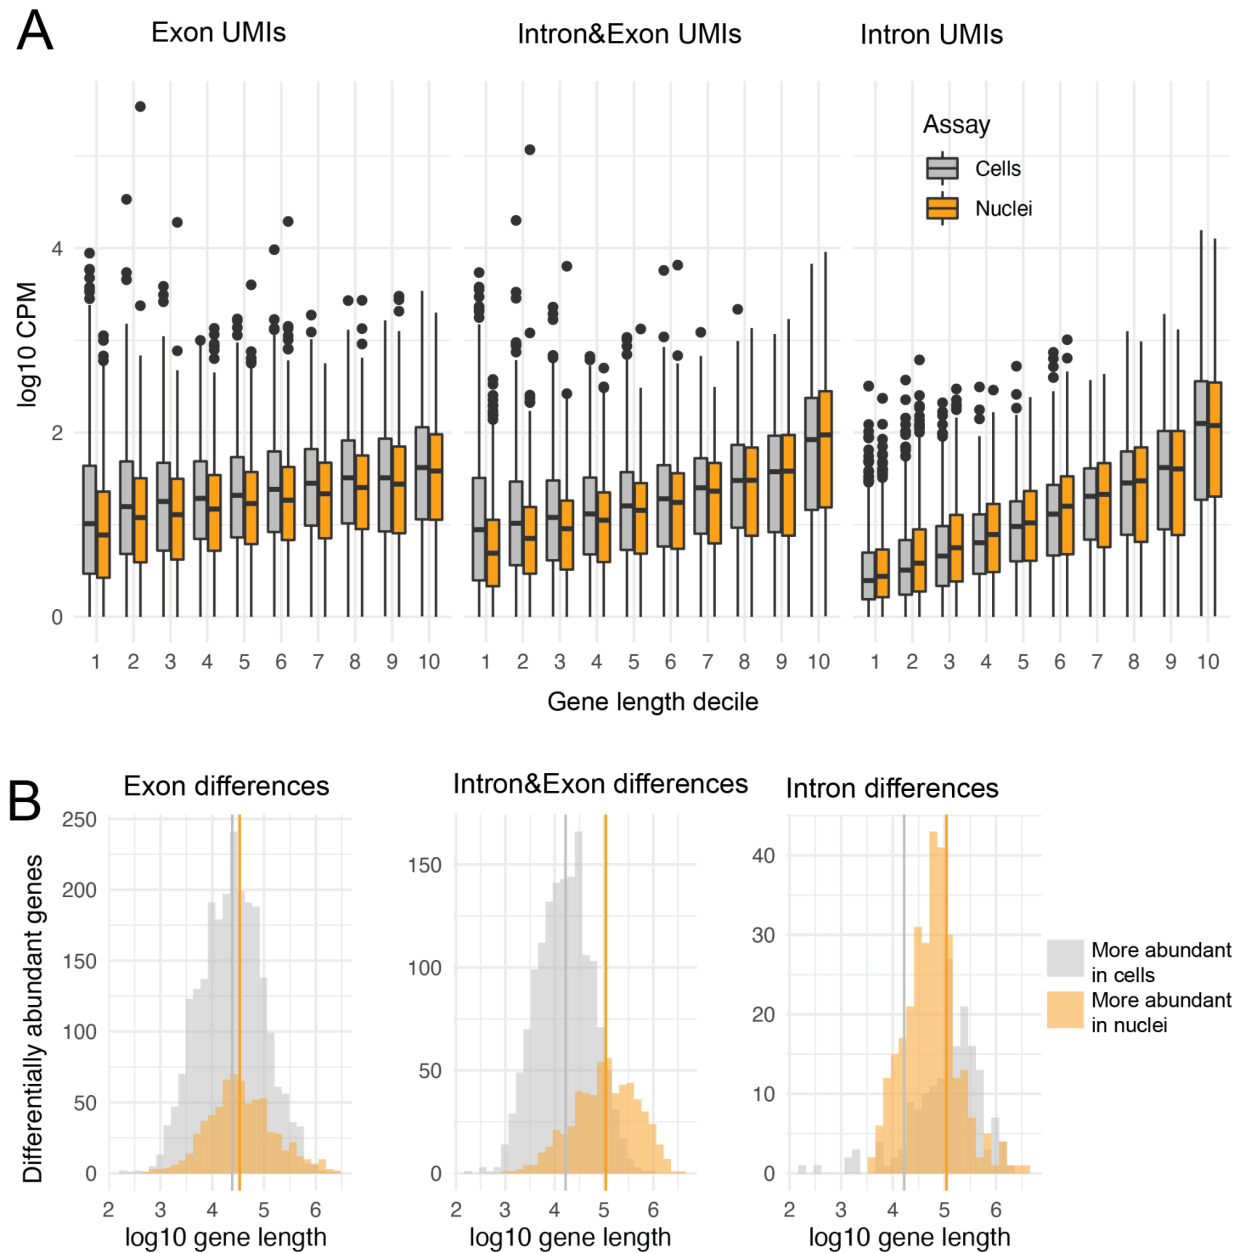 A
Exon UMIs
Intron&Exon UMIs
Intron UMIs
log10 CPM
4
2
0
Assay
Cells
Nuclei
1 2 3 4 5 6 7 8 9 10
1 2 3 4 5 6 7 8 9 10
1 2 3 4 5 6 7 8 9 10
Gene length decile
B
Exon differences
Intron&Exon differences
Intron differences
Differentially abundant genes
250
200
150
100
50
0
2 3 4 5 6
log10 gene length
150
100
50
0
2 3 4 5 6
log10 gene length
40
30
20
10
0
2 3 4 5 6
log10 gene length
More abundant
in cells
More abundant
in nuclei